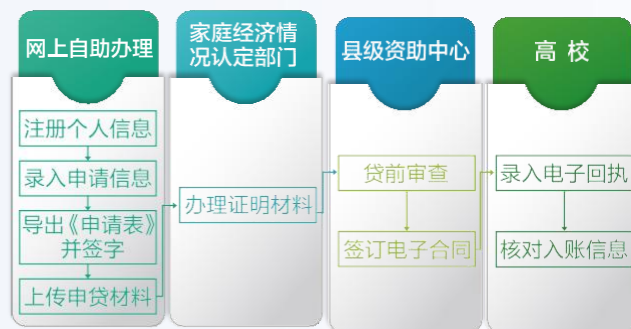 网上自助办理
注册个人信息
录入申请信息
导出《申请表》
并签字
上传申贷材料
家庭经济情
况认定部门
办理证明材料
县级资助中心
贷前审查
签订电子合同
高 校
录入电子回执
核对入账信息